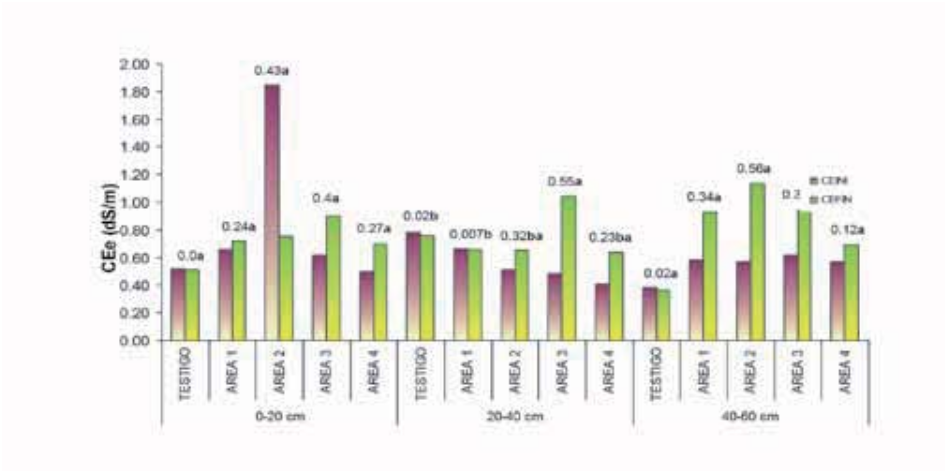 CEe (dS/m)
2.00
1.80
1.60
1.40
1.20
1.00
0.80
0.60
0.40
0.20
0.00
0.0a
0.24a
0.43a
0.4a
0.27a
0.02b
0.007b
0.32ba
0.55a
0.23ba
0.02a
0.34a
0.56a
0.12a
TESTIGO
AREA 1
AREA 2
AREA 3
AREA 4
TESTIGO
AREA 1
AREA 2
AREA 3
AREA 4
TESTIGO
AREA 1
AREA 2
AREA 3
AREA 4
0-20 cm
20-40 cm
40-60 cm